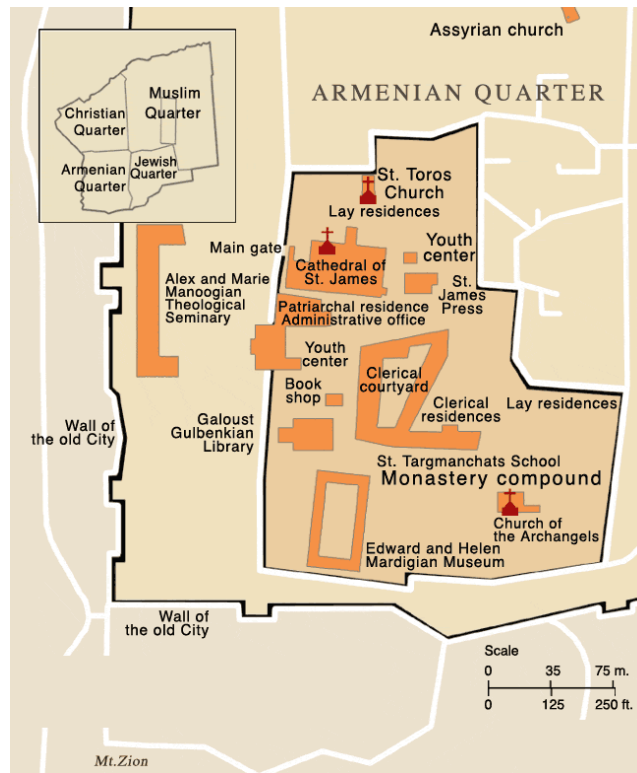 Assyrian church
ARMENIAN QUARTER
Muslim
Quarter
Christian
Quarter
Armenian
Quarter
Jewish
Quarter
St. Toros
Church
Lay residences
Main gate
Cathedral of
St. James
Youth
center
St.
James
Press
Alex and Marie
Manoogian
Theological
Seminary
Patriarchal residence
Administrative office
Youth
center
Clerical
courtyard
Book
shop
Clerical
residences
Lay residences
Wall of
the old City
Galoust
Gulbenkian
Library
St. Targmanchats School
Monastery compound
Church of
the Archangels
Edward and Helen
Mardigian Museum
Wall of
the old City
Scale
0 35 75 m.
0 125 250 ft.
Mt.Zion